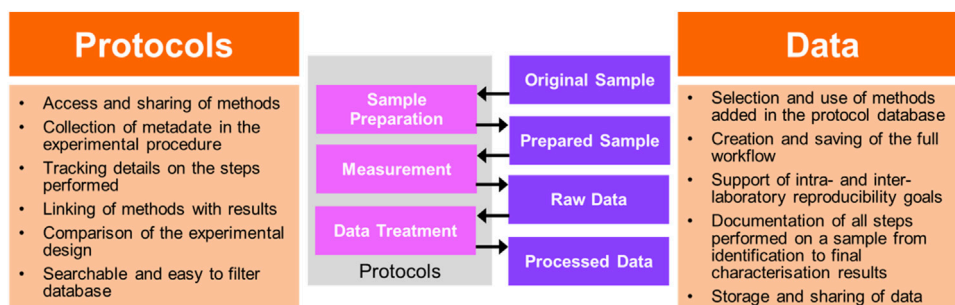 Protocols
• Access and sharing of methods
• Collection of metadate in the
experimental procedure
• Tracking details on the steps
performed
• Linking of methods with results
• Comparison of the experimental
design
• Searchable and easy to filter
database
Original Sample
Sample
Preparation
Prepared Sample
Measurement
Raw Data
Data Treatment
Processed Data
Protocols
Data
• Selection and use of methods
added in the protocol database
• Creation and saving of the full
workflow
• Support of intra- and inter-
laboratory reproducibility goals
• Documentation of all steps
performed on a sample from
identification to final
characterisation results
• Storage and sharing of data